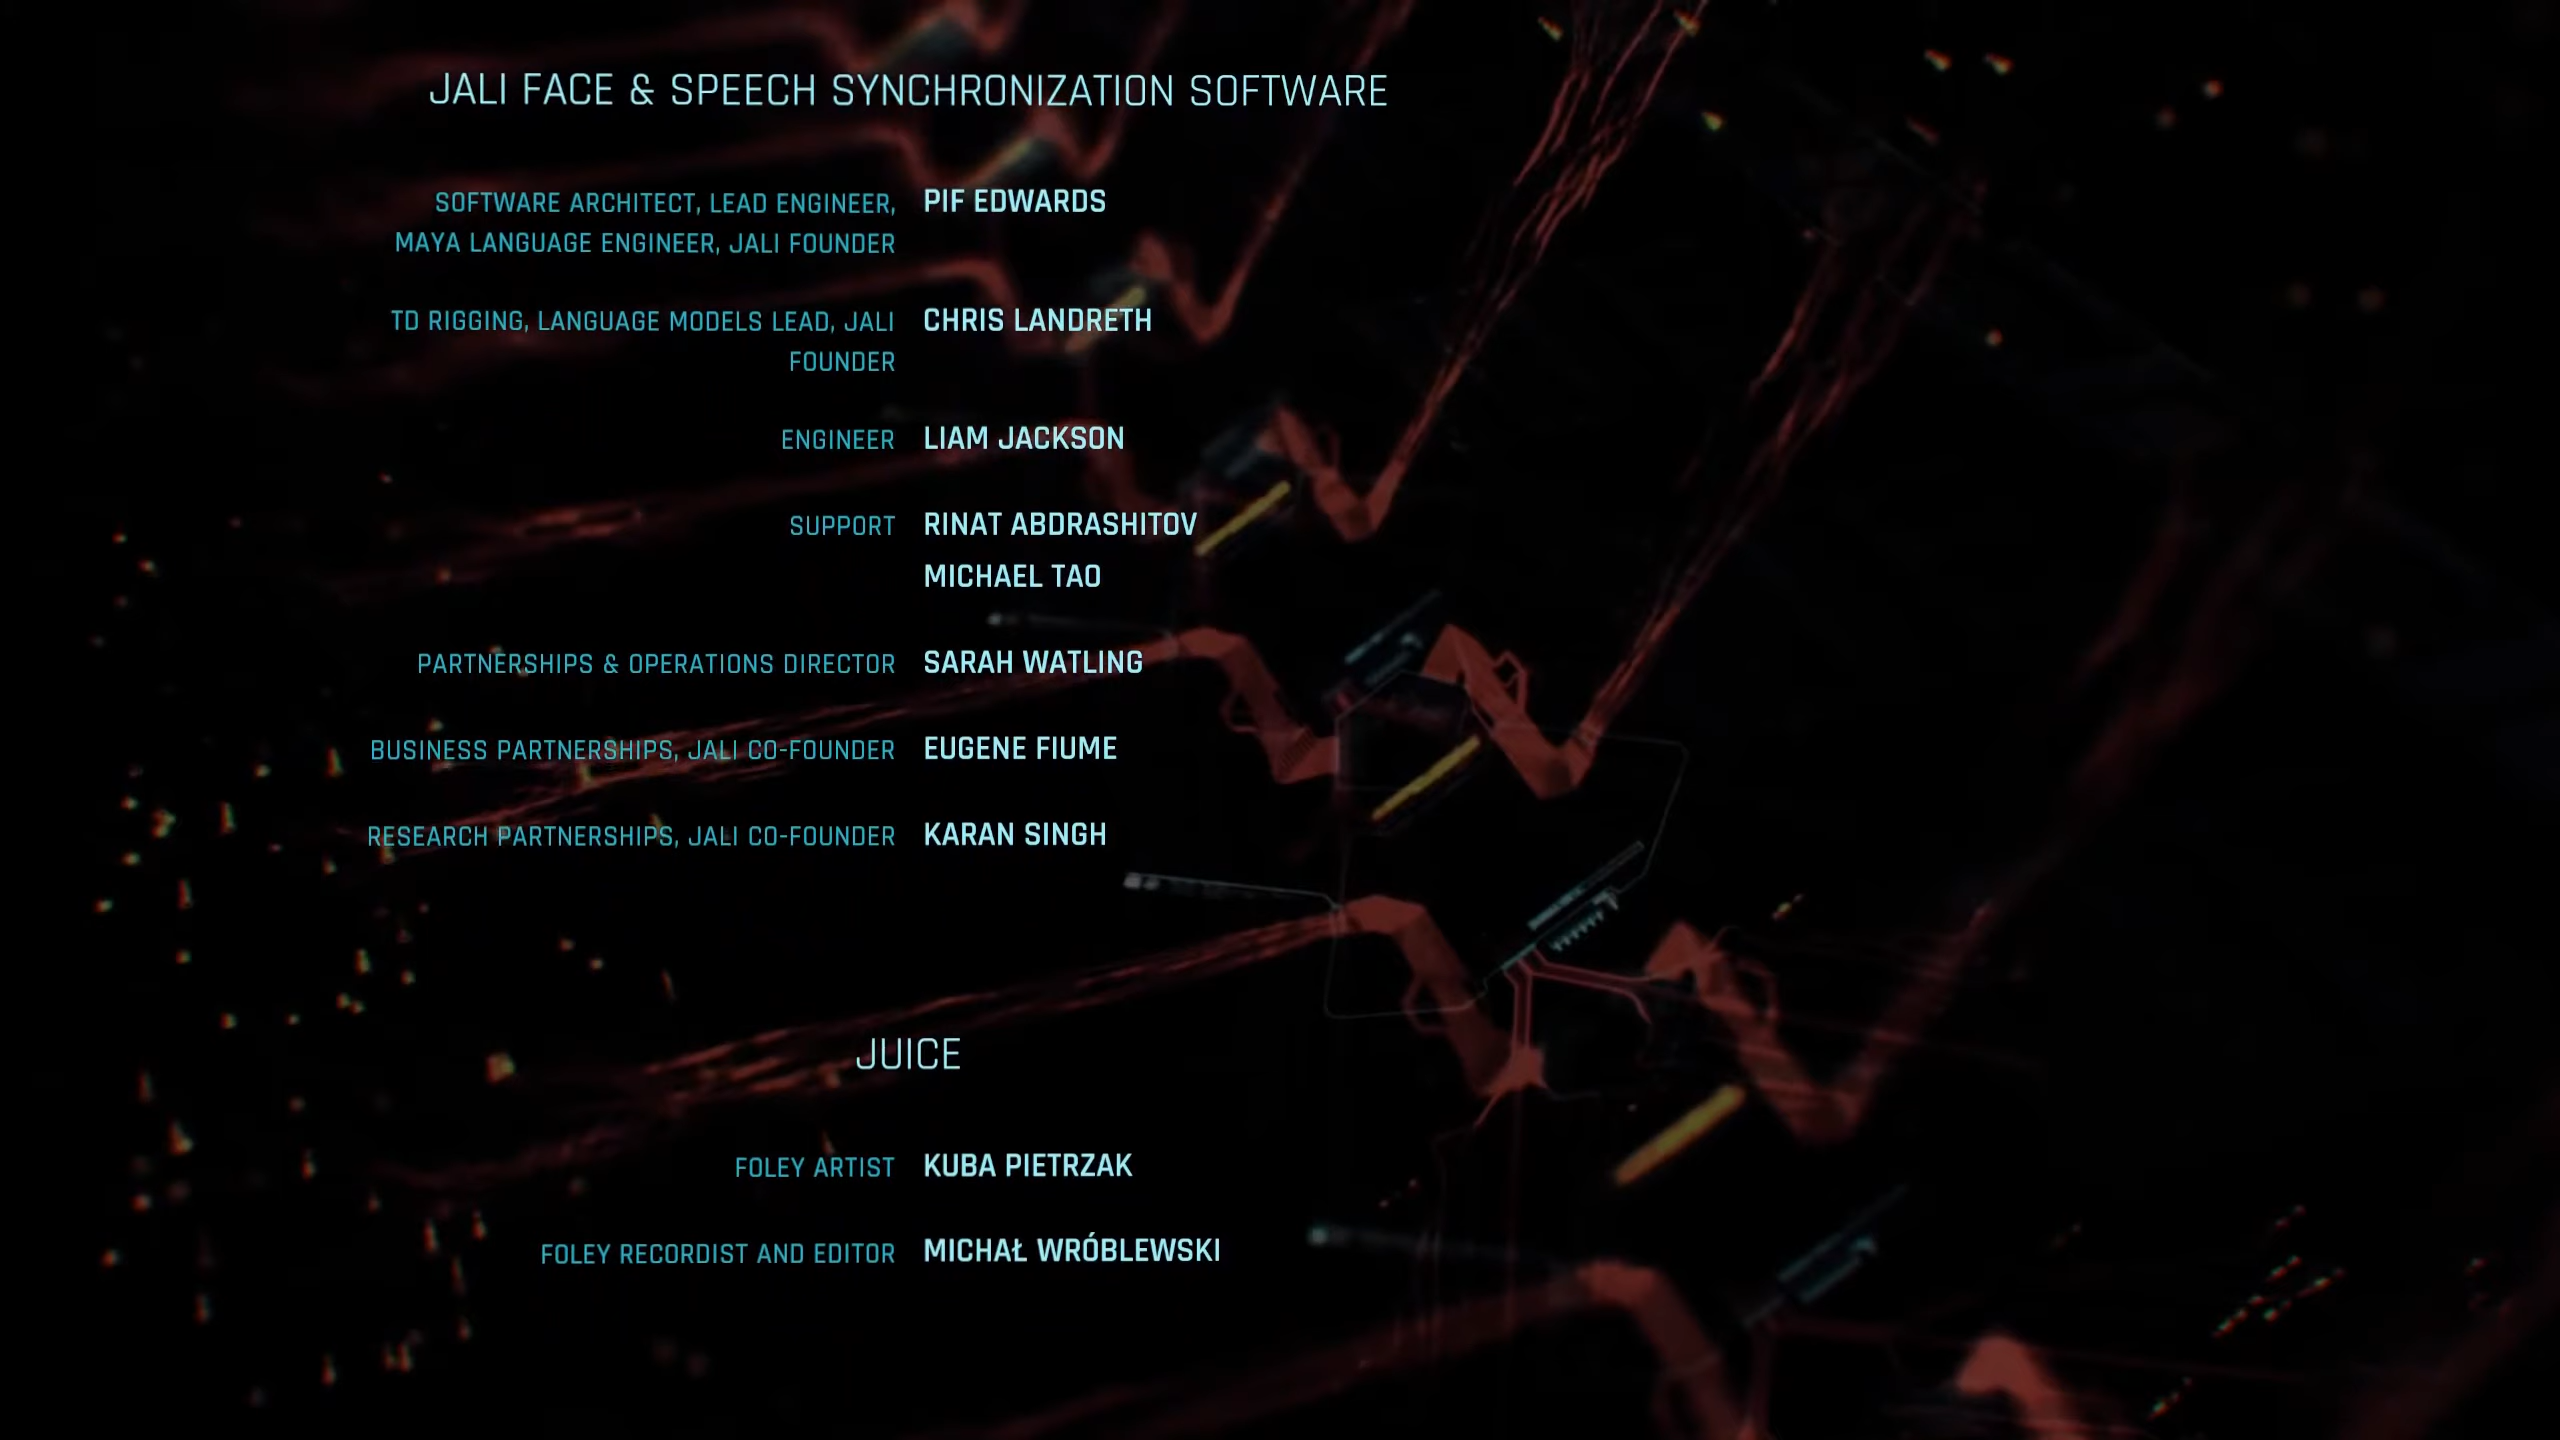 JALI FACE & SPEECH SYNCHRONIZATION SOFTWARE
SOFTWARE ARCHITECT, LEAD ENGINEER, PIF EDWARDS
MAYA LANGUAGE ENGINEER, JALI FOUNDER
TD RIGGING, LANGUAGE MODELS LEAD, JALI CHRIS LANDRETH
FOUNDER
ENGINEER LIAM JACKSON
SUPPORT RINAT ABDRASHITOV
MICHAEL TAO
PARTNERSHIPS & OPERATIONS DIRECTOR SARAH WATLING
BUSINESS PARTNERSHIPS, JALI CO-FOUNDER EUGENE FIUME
RESEARCH PARTNERSHIPS, JALI CO-FOUNDER KARAN SINGH
JUICE
FOLEY ARTIST KUBA PIETRZAK
FOLEY RECORDIST AND EDITOR MICHAŁ WRÓBLEWSKI